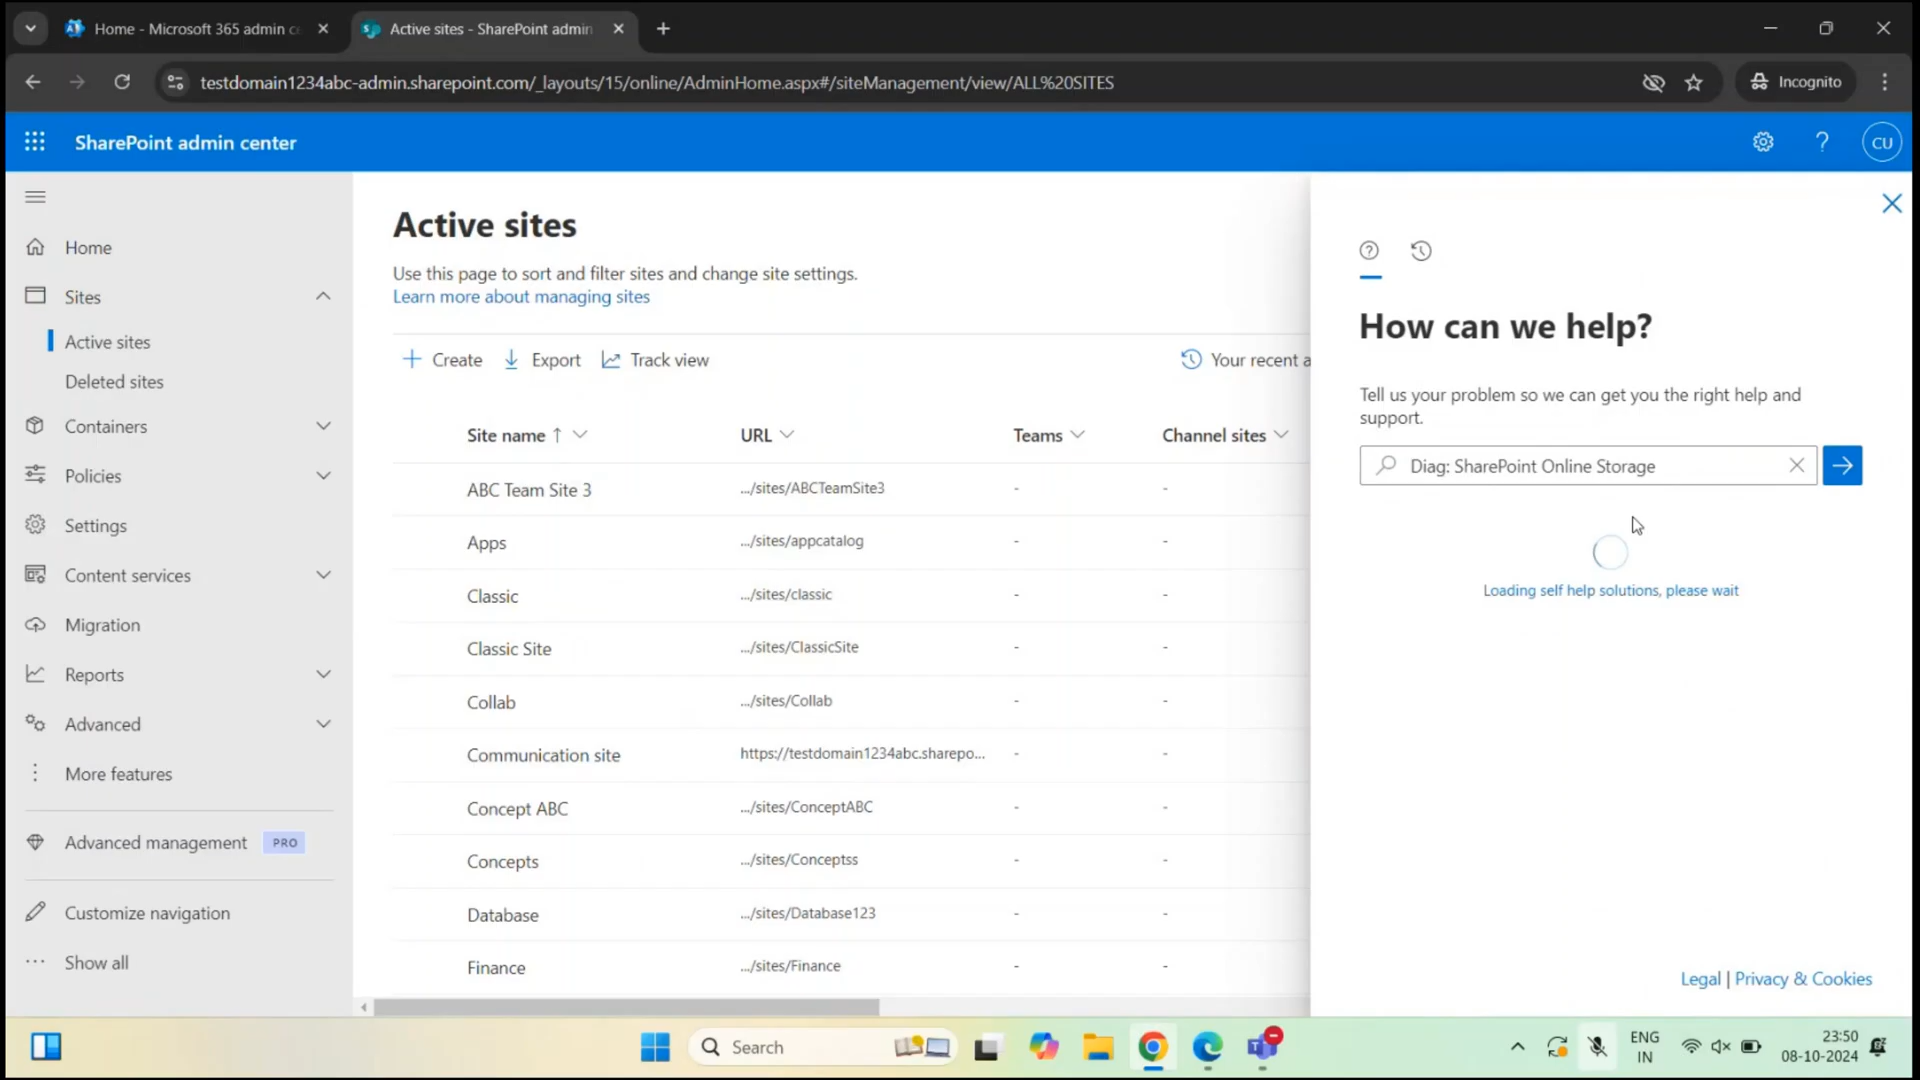 Home - Microsoft 365 admin ce
Active sites - SharePoint admin
testdomain1234abc-admin.sharepoint.com/_layouts/15/online/AdminHome.aspx#/siteManagement/view/ALL%20SITES
Incognito
SharePoint admin center
CU
Home
Sites
Active sites
Deleted sites
Containers
Policies
Settings
Content services
Migration
Reports
Advanced
More features
Advanced management PRO
Customize navigation
Show all
Active sites
Use this page to sort and filter sites and change site settings.
Learn more about managing sites
Create Export Track view Your recent a
Site name ↑ URL Teams Channel sites
ABC Team Site 3 .../sites/ABCTeamSite3 - -
Apps .../sites/appcatalog - -
Classic .../sites/classic - -
Classic Site .../sites/ClassicSite - -
Collab .../sites/Collab - -
Communication site https://testdomain1234abc.sharepo... - -
Concept ABC .../sites/ConceptABC - -
Concepts .../sites/Conceptss - -
Database .../sites/Database123 - -
Finance .../sites/Finance - -
How can we help?
Tell us your problem so we can get you the right help and
support.
Diag: SharePoint Online Storage
Loading self help solutions, please wait
Legal | Privacy & Cookies
Search
ENG
IN
23:50
08-10-2024